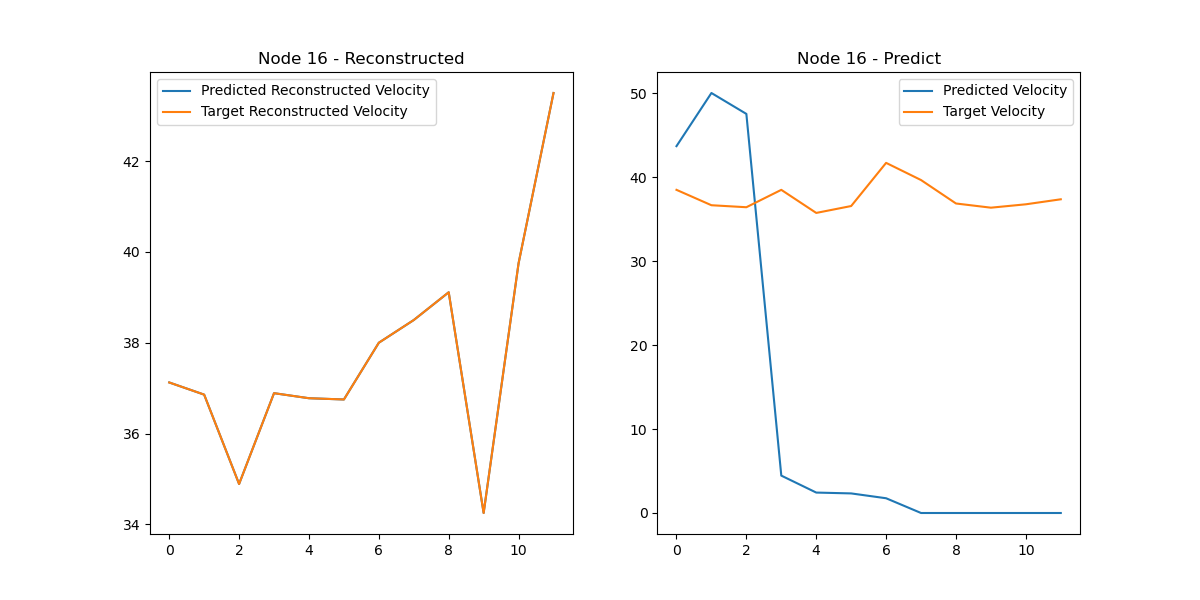 Node 16 - Reconstructed
Predicted Reconstructed Velocity
Target Reconstructed Velocity
42
40
38
36
34
0 2 4 6 8 10
Node 16 - Predict
Predicted Velocity
Target Velocity
50
40
30
20
10
0
0 2 4 6 8 10